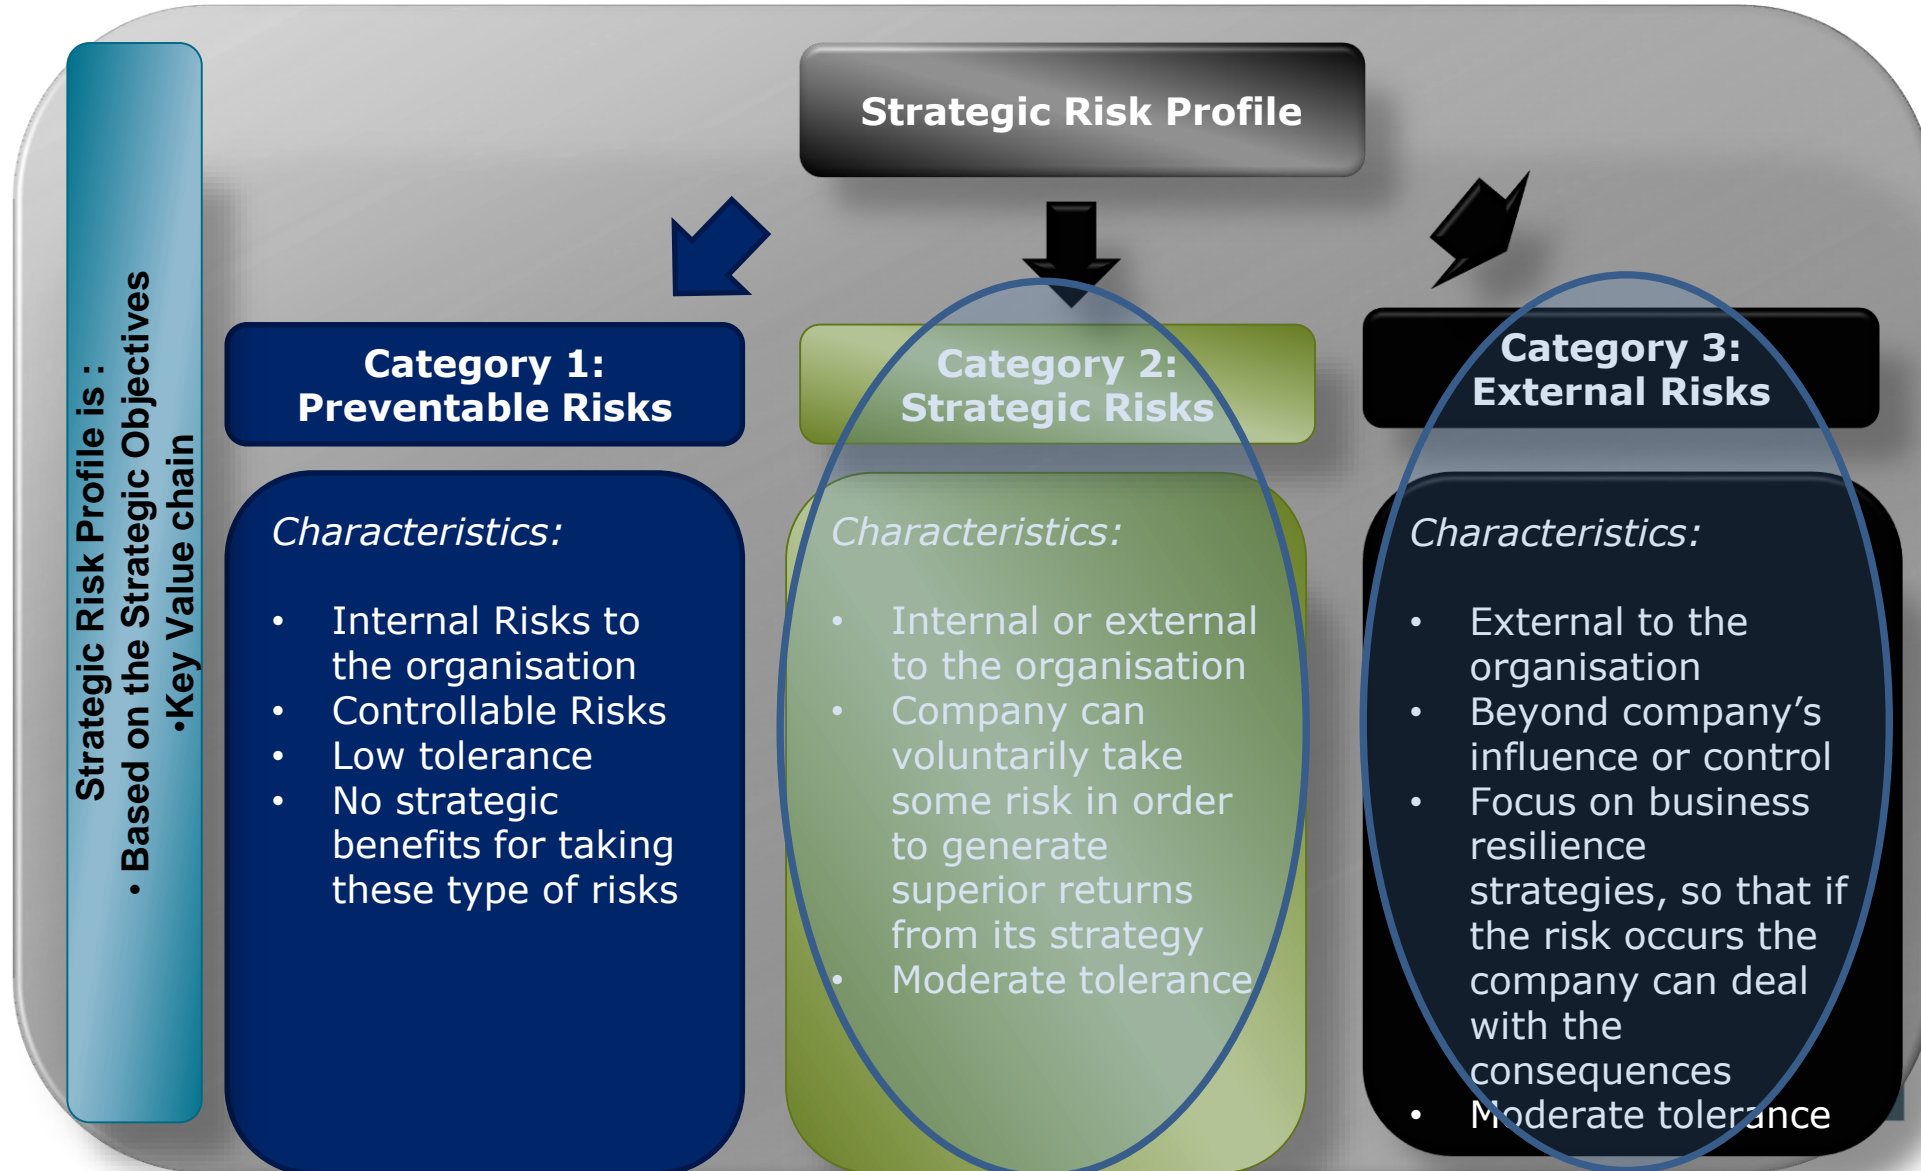 Strategic Risk Profile
Strategic Risk Profile is :
• Based on the Strategic Objectives
•Key Value chain
Category 1:
Preventable Risks
Characteristics:
• Internal Risks to
the organisation
• Controllable Risks
• Low tolerance
• No strategic
benefits for taking
these type of risks
Category 2:
Strategic Risks
Characteristics:
• Internal or external
to the organisation
• Company can
voluntarily take
some risk in order
to generate
superior returns
from its strategy
• Moderate tolerance
Category 3:
External Risks
Characteristics:
• External to the
organisation
• Beyond company’s
influence or control
• Focus on business
resilience
strategies, so that if
the risk occurs the
company can deal
with the
consequences
• Moderate tolerance